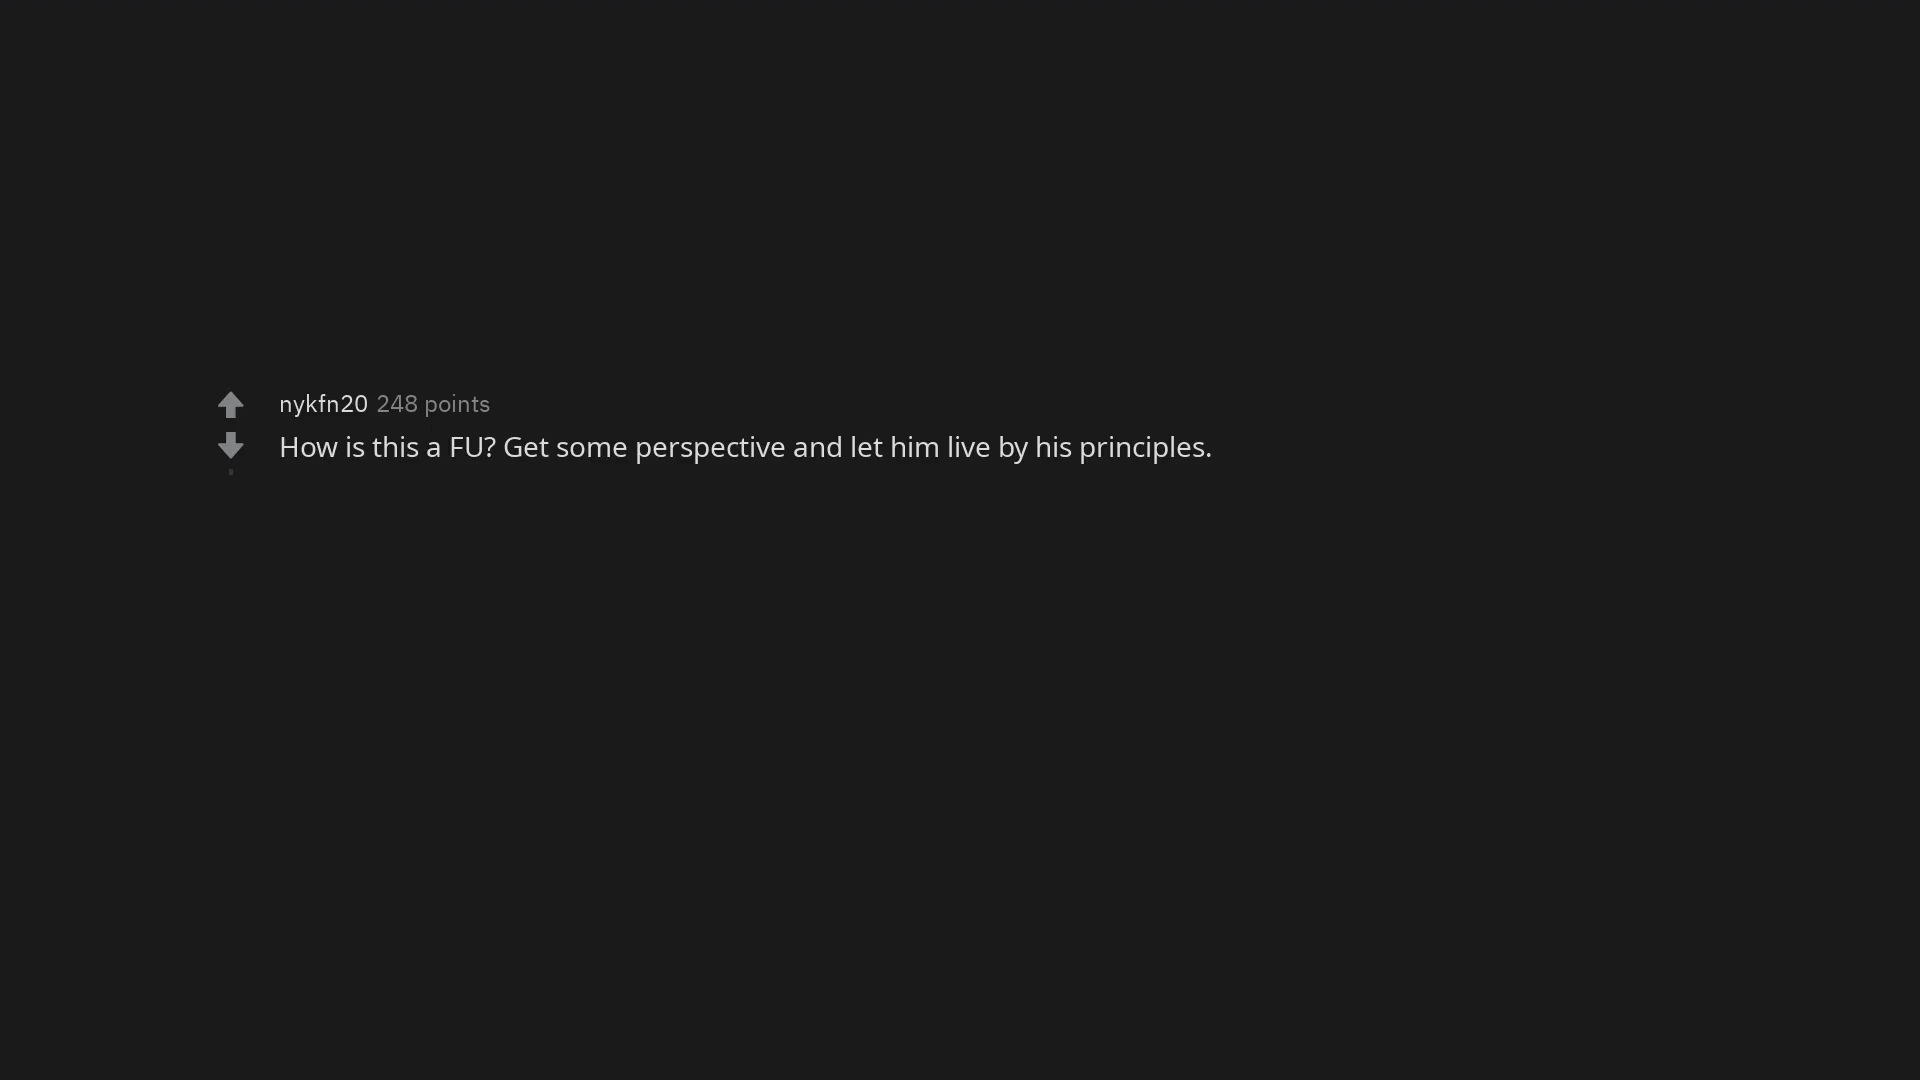 nykfn20 248 points
How is this a FU? Get some perspective and let him live by his principles.